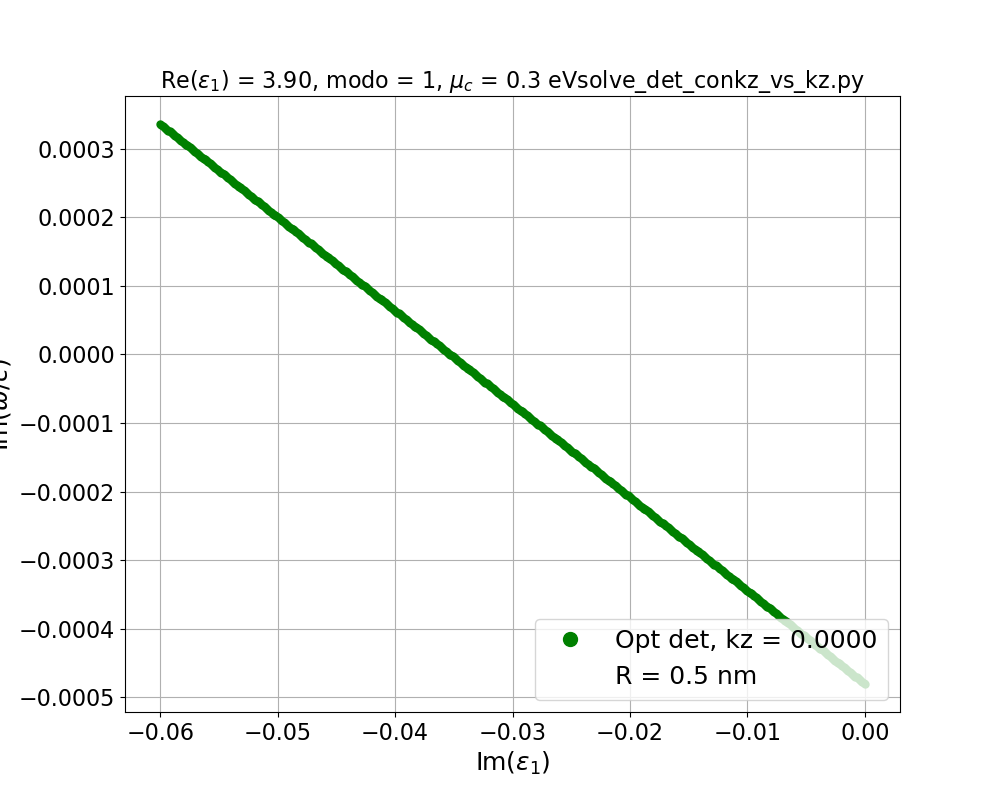 Re(ε₁) = 3.90, modo = 1, μ_c = 0.3 eVsolve_det_conkz_vs_kz.py
0.0003
0.0002
0.0001
0.0000
−0.0001
−0.0002
−0.0003
−0.0004
−0.0005
Opt det, kz = 0.0000
R = 0.5 nm
−0.06 −0.05 −0.04 −0.03 −0.02 −0.01 0.00
Im(ε₁)